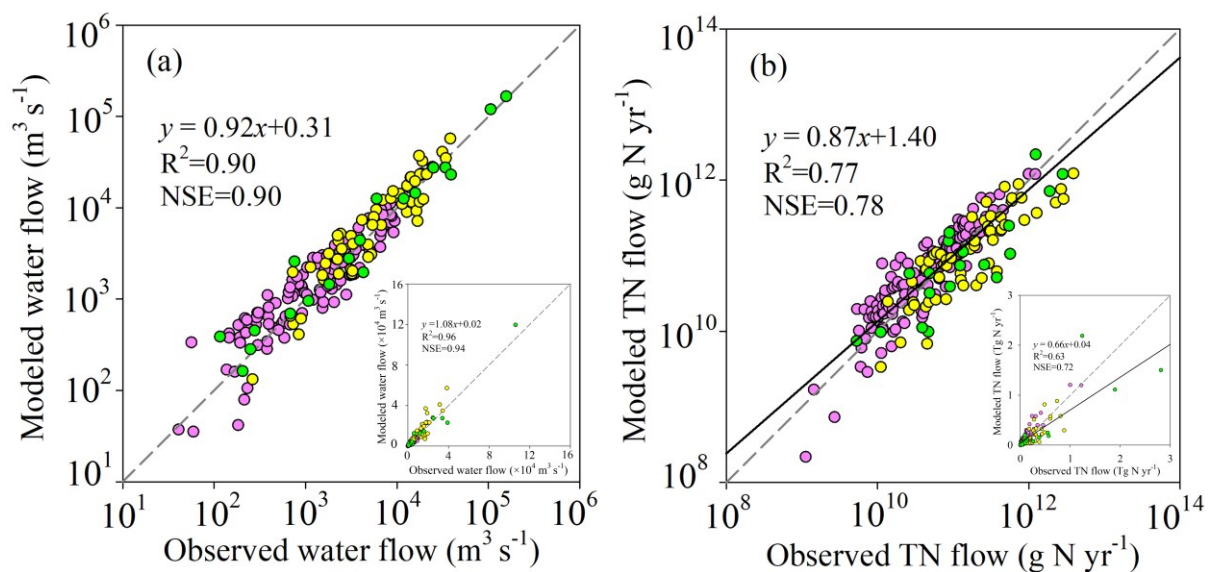 (a)
y = 0.92x+0.31
R²=0.90
NSE=0.90
Modeled water flow (m³ s⁻¹)
10⁶
10⁵
10⁴
10³
10²
10¹
10¹ 10² 10³ 10⁴ 10⁵ 10⁶
Observed water flow (m³ s⁻¹)
y=1.08x+0.02
R²=0.96
NSE=0.94
Modeled water flow (×10⁴ m³ s⁻¹)
16
12
8
4
0
0 4 8 12 16
Observed water flow (×10⁴ m³ s⁻¹)
(b)
y = 0.87x+1.40
R²=0.77
NSE=0.78
Modeled TN flow (g N yr⁻¹)
10¹⁴
10¹²
10¹⁰
10⁸
10⁸ 10¹⁰ 10¹² 10¹⁴
Observed TN flow (g N yr⁻¹)
y=0.66x+0.04
R²=0.63
NSE=0.72
Modeled TN flow (Tg N yr⁻¹)
3
2
1
0
0 1 2 3
Observed TN flow (Tg N yr⁻¹)